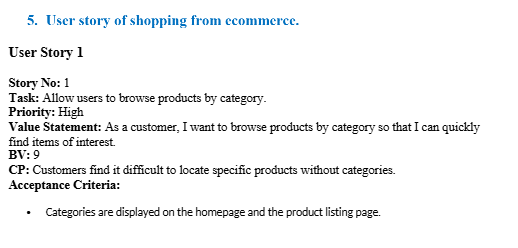 5. User story of shopping from ecommerce.
User Story 1
Story No: 1
Task: Allow users to browse products by category.
Priority: High
Value Statement: As a customer, I want to browse products by category so that I can quickly
find items of interest.
BV: 9
CP: Customers find it difficult to locate specific products without categories.
Acceptance Criteria:
• Categories are displayed on the homepage and the product listing page.